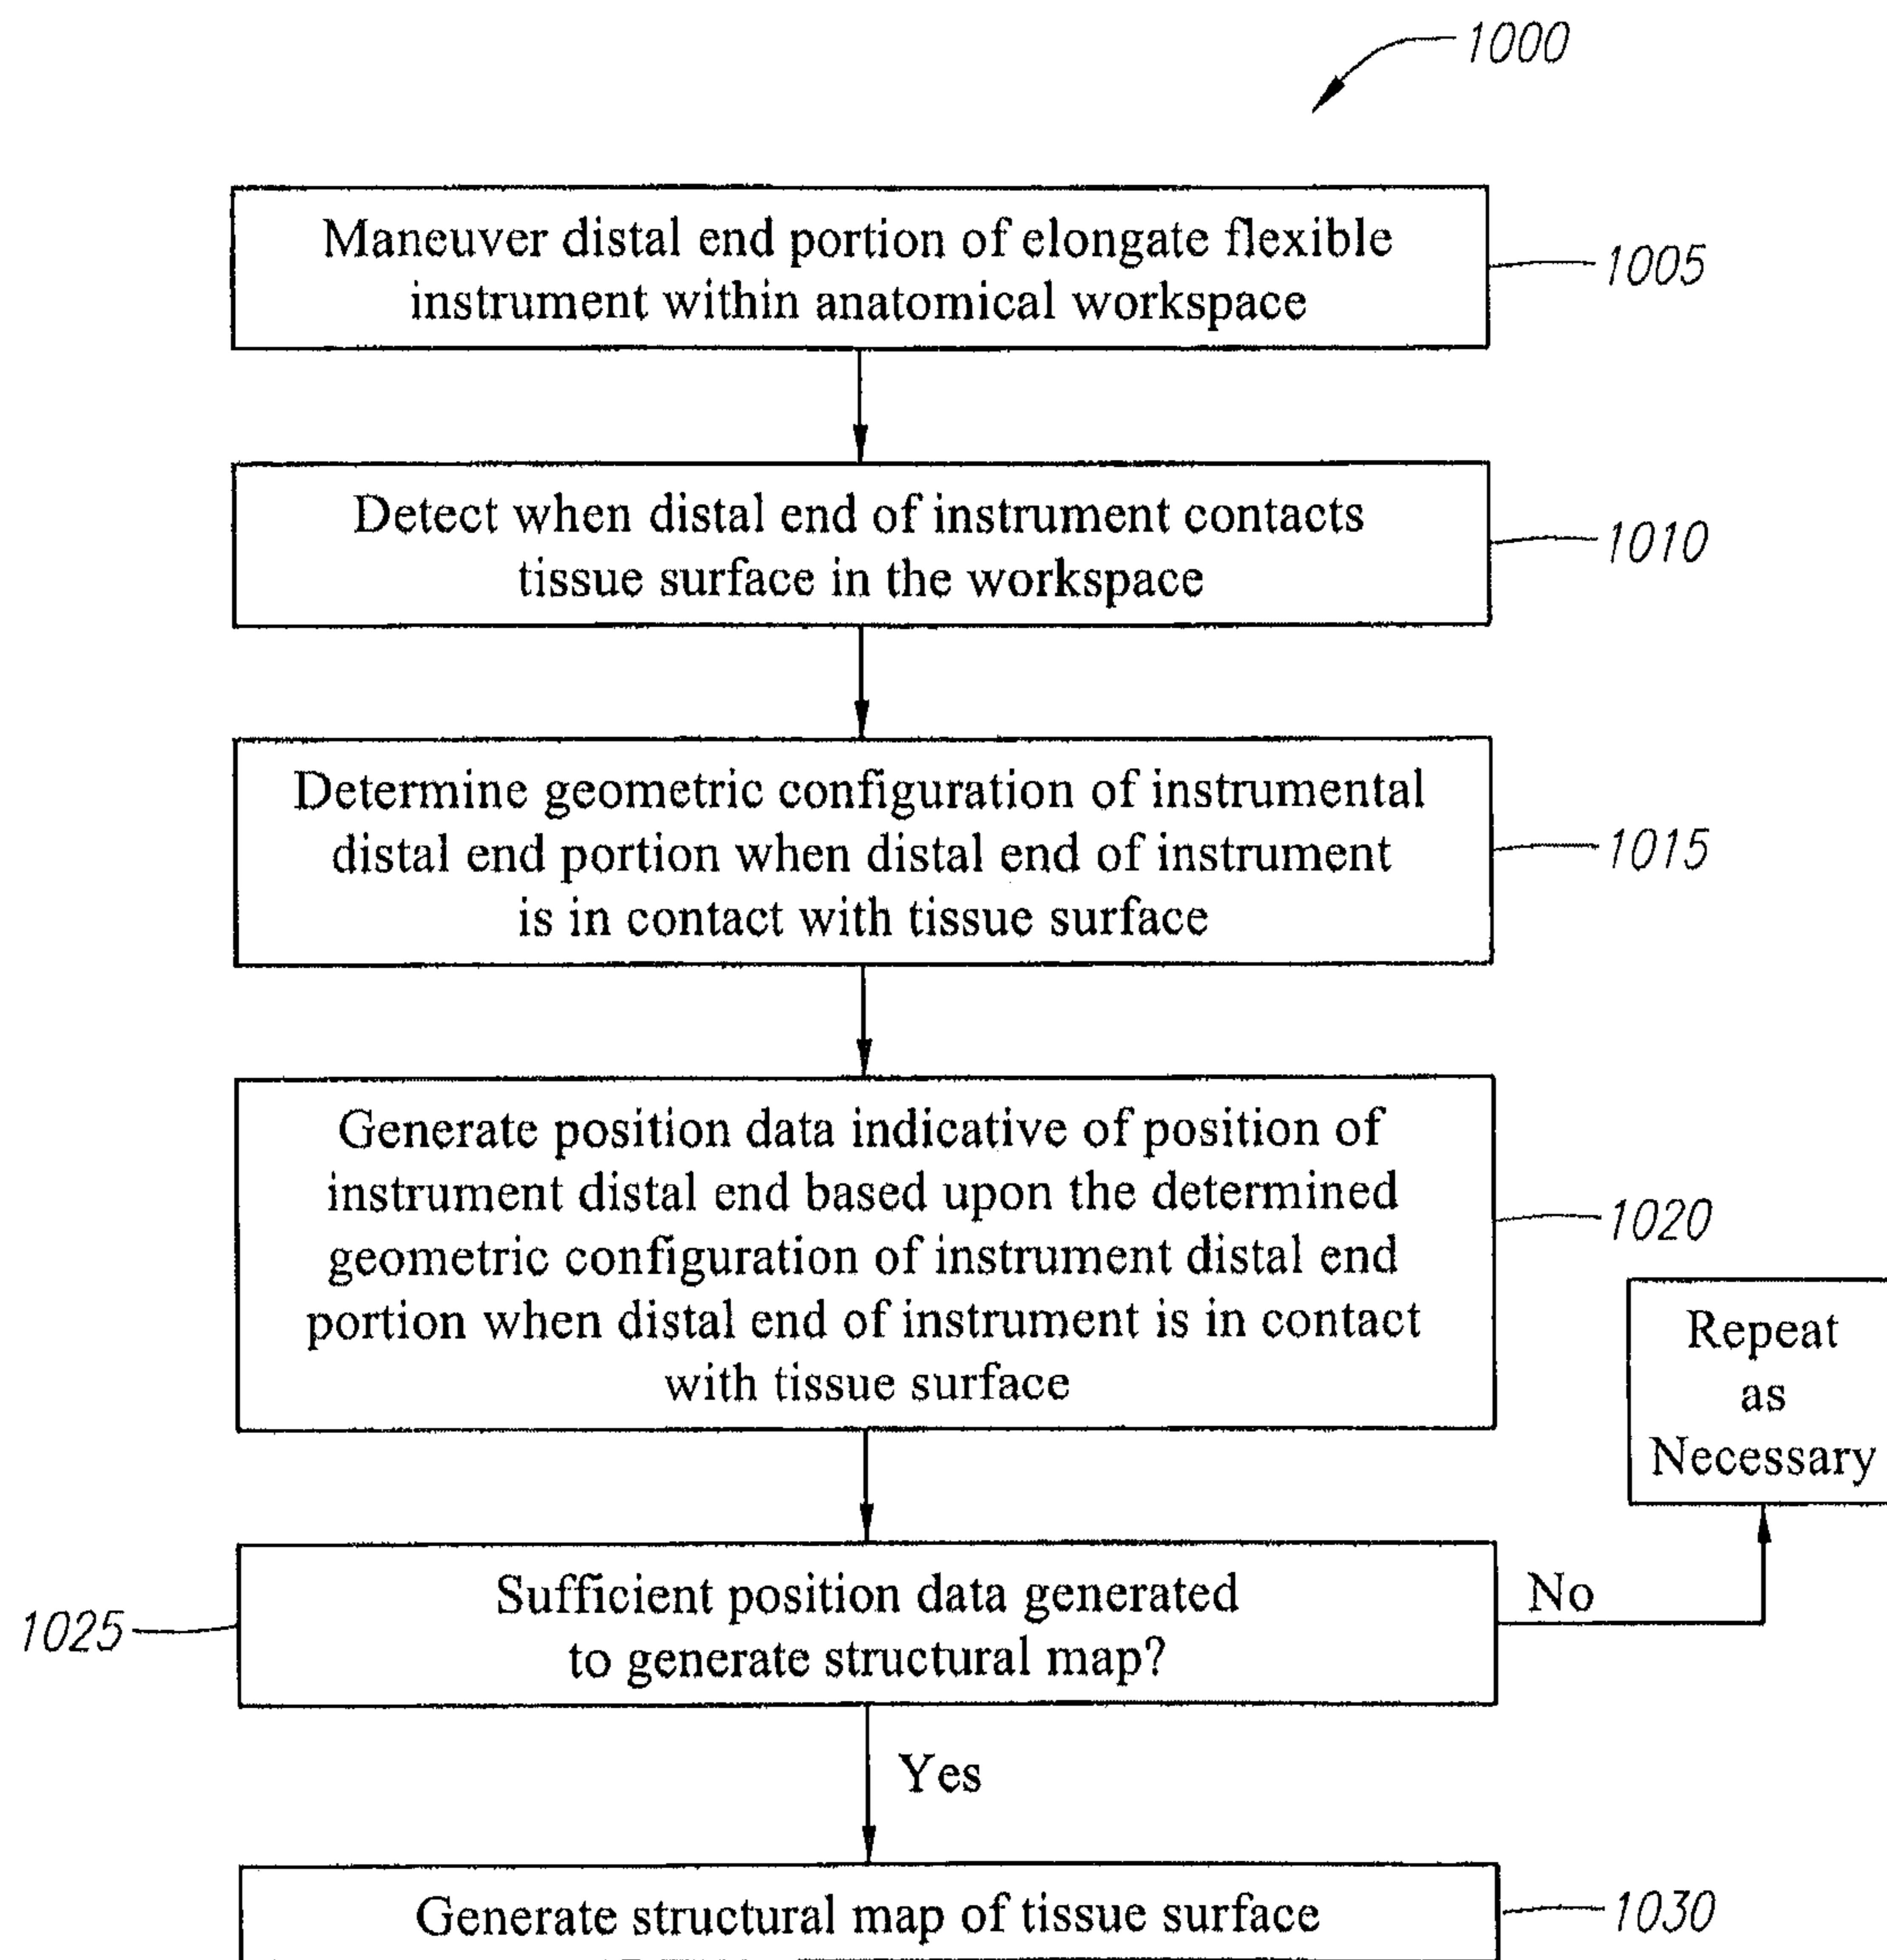 1000
Maneuver distal end portion of elongate flexible
instrument within anatomical workspace
1005
Detect when distal end of instrument contacts
tissue surface in the workspace
1010
Determine geometric configuration of instrumental
distal end portion when distal end of instrument
is in contact with tissue surface
1015
Generate position data indicative of position of
instrument distal end based upon the determined
geometric configuration of instrument distal end
portion when distal end of instrument is in contact
with tissue surface
1020
Repeat
as
Necessary
Sufficient position data generated
to generate structural map?
1025
No
Yes
Generate structural map of tissue surface
1030